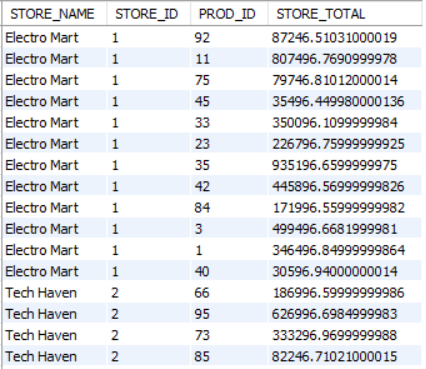 STORE_NAME STORE_ID PROD_ID STORE_TOTAL
Electro Mart 1 92 87246.51031000019
Electro Mart 1 11 807496.7690999978
Electro Mart 1 75 79746.81012000014
Electro Mart 1 45 35496.449980000136
Electro Mart 1 33 350096.1099999984
Electro Mart 1 23 226796.75999999925
Electro Mart 1 35 935196.6599999975
Electro Mart 1 42 445896.56999999826
Electro Mart 1 84 171996.55999999982
Electro Mart 1 3 499496.6681999981
Electro Mart 1 1 346496.84999999864
Electro Mart 1 40 30596.94000000014
Tech Haven 2 66 186996.59999999986
Tech Haven 2 95 626996.6984999983
Tech Haven 2 73 333296.9699999988
Tech Haven 2 85 82246.71021000015